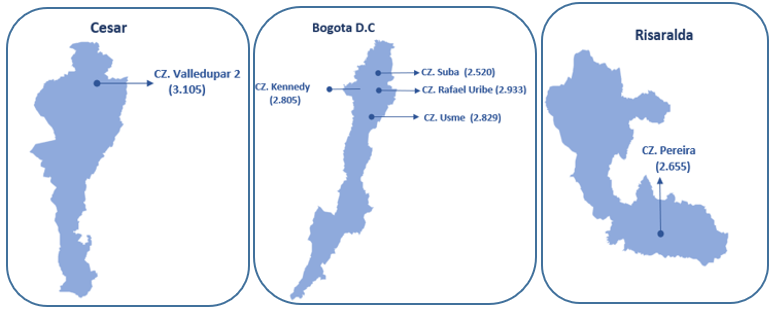 Cesar
CZ. Valledupar 2
(3.105)
Bogota D.C
CZ. Suba (2.520)
CZ. Kennedy
(2.805)
CZ. Rafael Uribe (2.933)
CZ. Usme (2.829)
Risaralda
CZ. Pereira
(2.655)